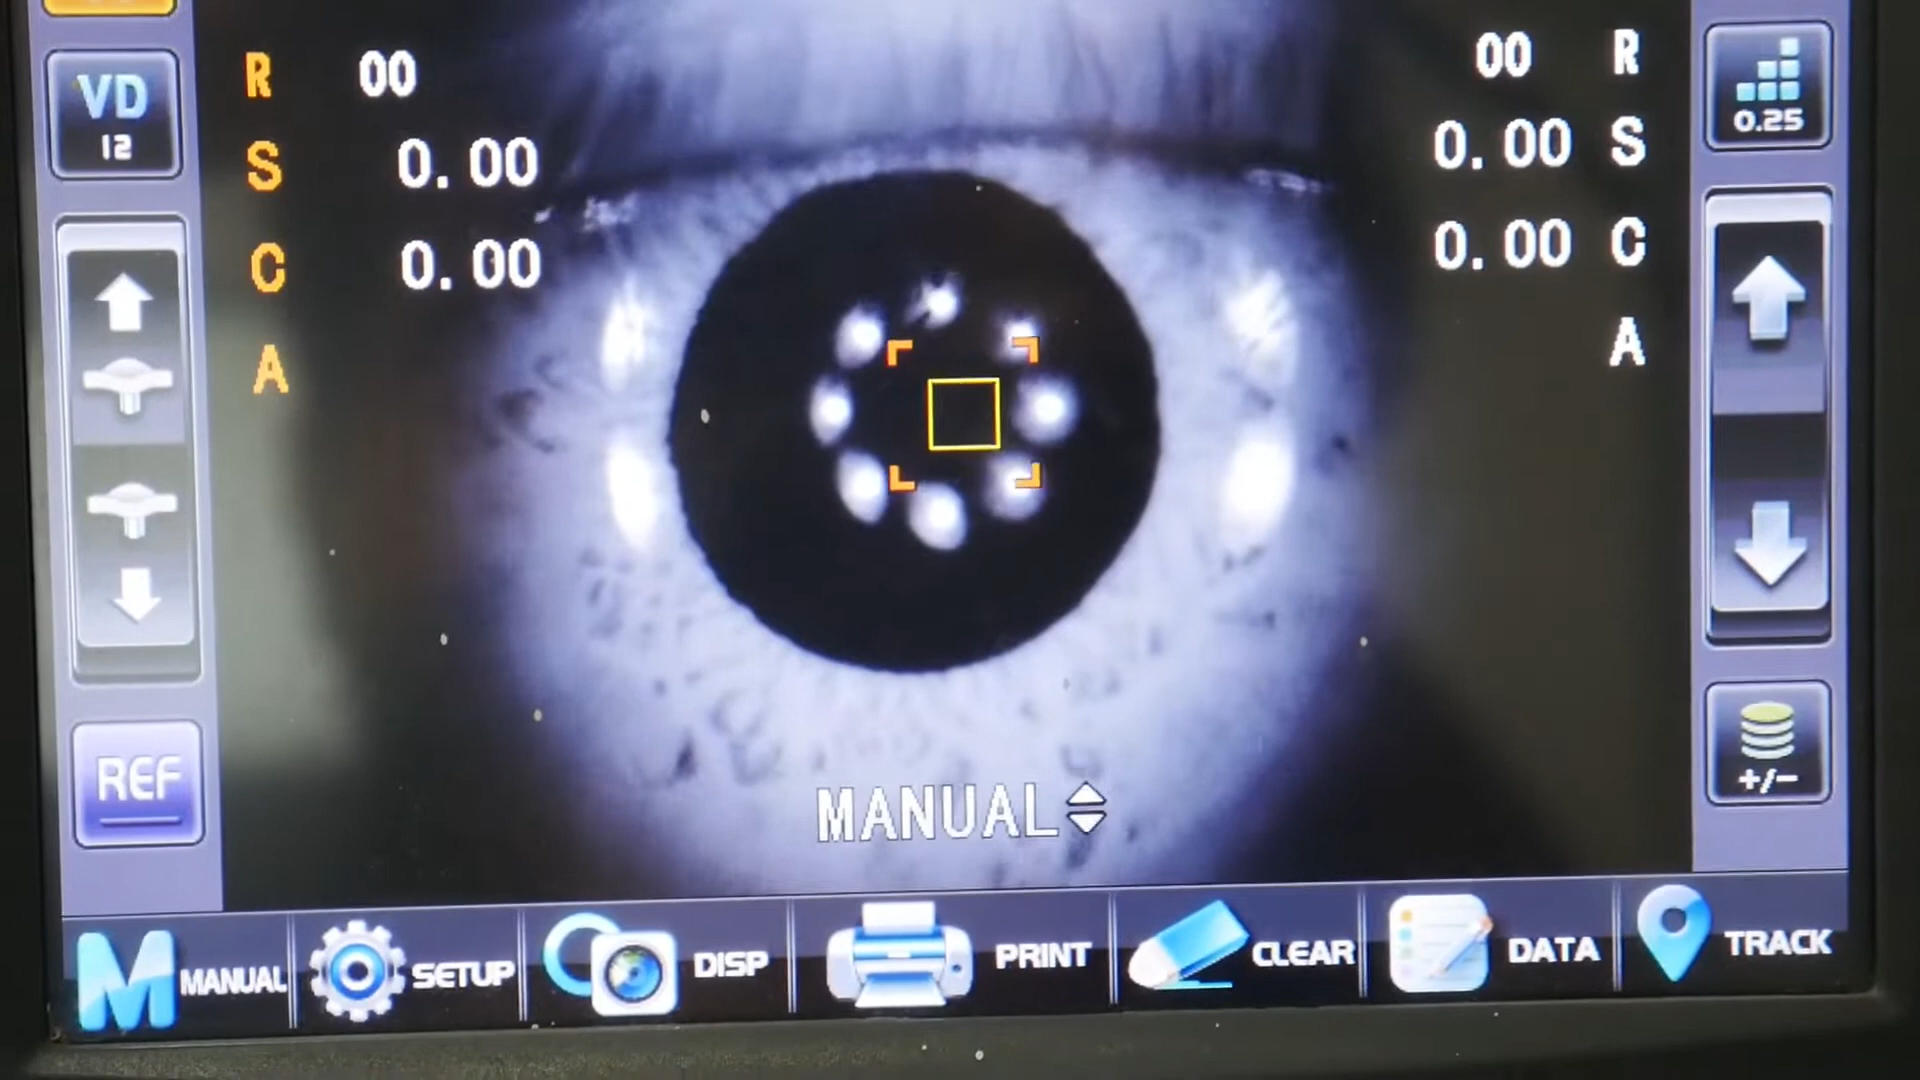 VD
12
R 00
S 0.00
C 0.00
A
00 R
0.00 S
0.00 C
A
0.25
REF
+/-
MANUAL
M MANUAL
SETUP
DISP
PRINT
CLEAR
DATA
TRACK